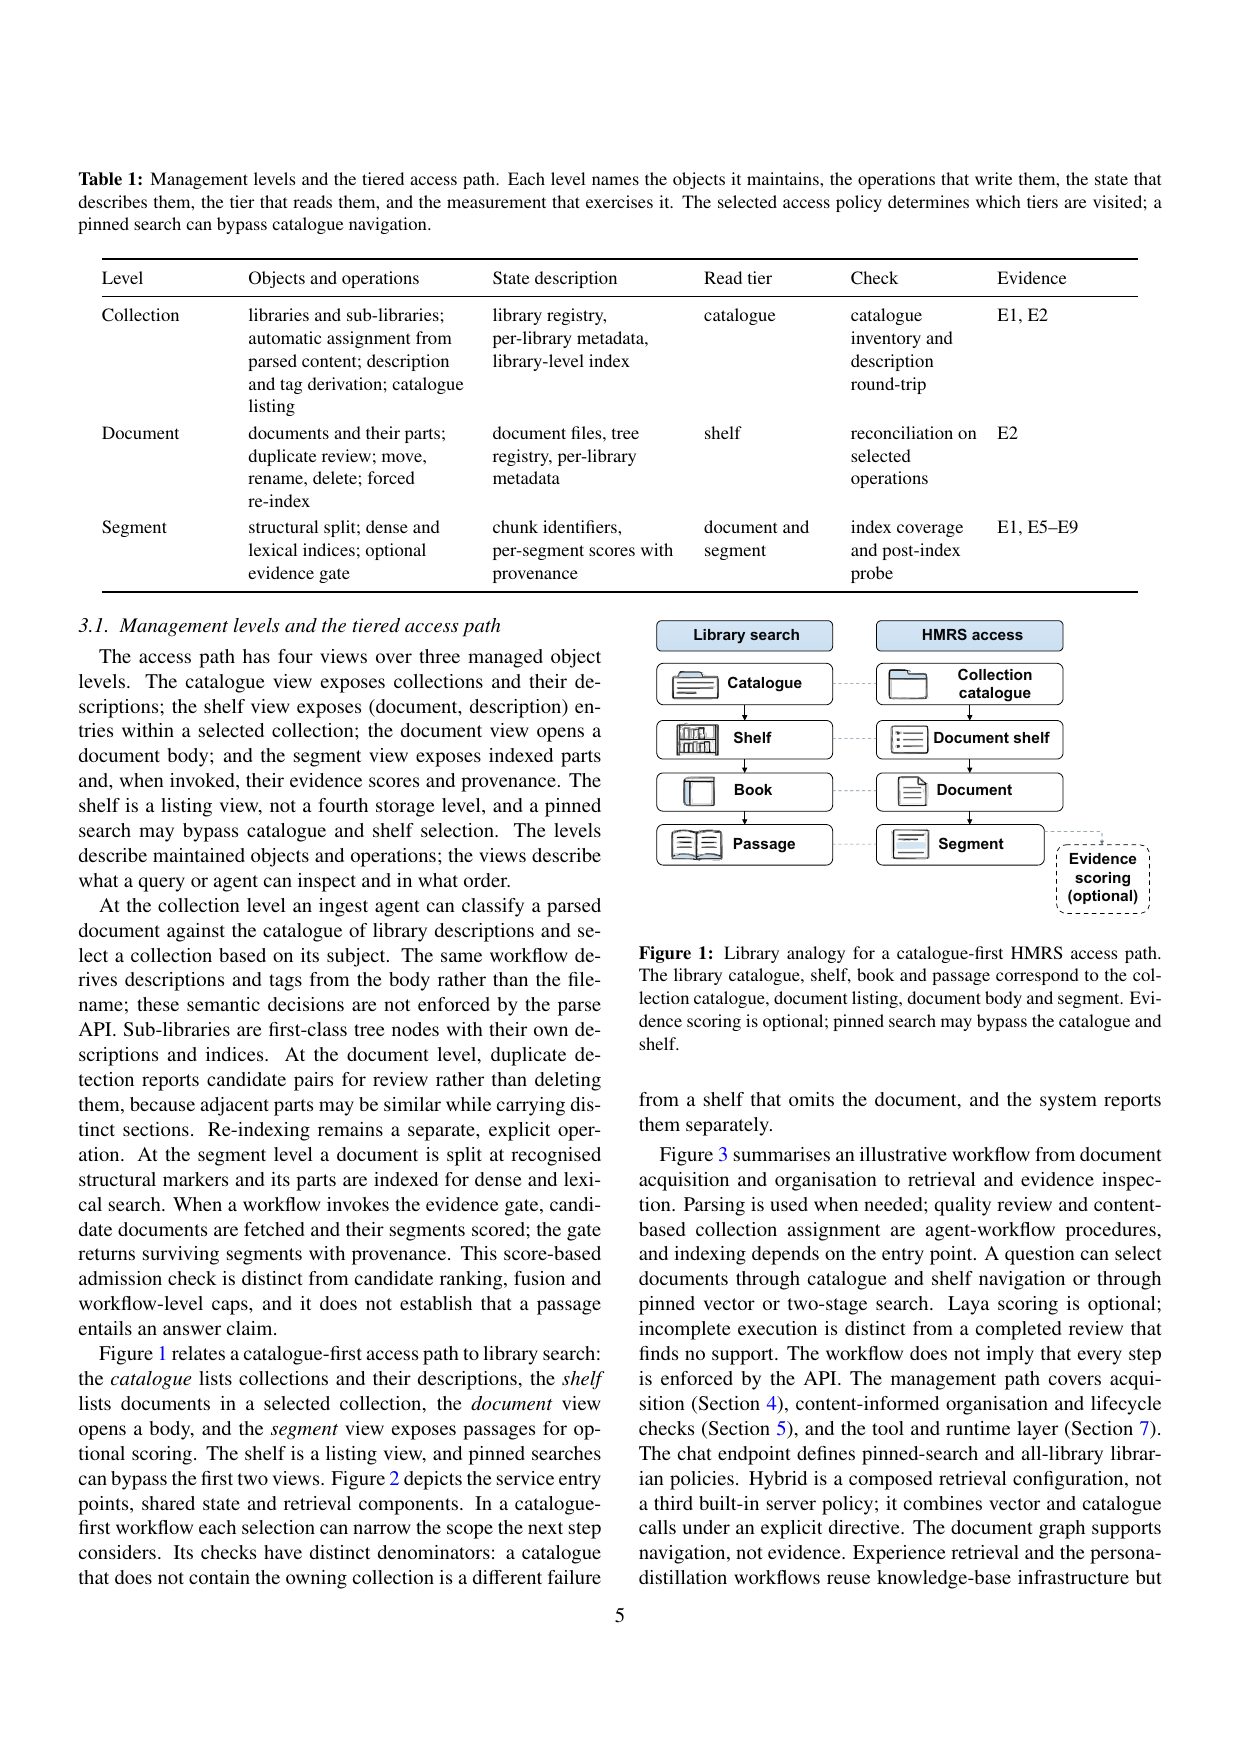 Table 1: Management levels and the tiered access path. Each level names the objects it maintains, the operations that write them, the state that
describes them, the tier that reads them, and the measurement that exercises it. The selected access policy determines which tiers are visited; a
pinned search can bypass catalogue navigation.
Level Objects and operations State description Read tier Check Evidence
Collection libraries and sub-libraries; library registry, catalogue catalogue E1, E2
automatic assignment from per-library metadata, inventory and
parsed content; description library-level index description
and tag derivation; catalogue round-trip
listing
Document documents and their parts; document files, tree shelf reconciliation on E2
duplicate review; move, registry, per-library selected
rename, delete; forced metadata operations
re-index
Segment structural split; dense and chunk identifiers, document and index coverage E1, E5–E9
lexical indices; optional per-segment scores with segment and post-index
evidence gate provenance probe
3.1. Management levels and the tiered access path
The access path has four views over three managed object
levels. The catalogue view exposes collections and their de-
scriptions; the shelf view exposes (document, description) en-
tries within a selected collection; the document view opens a
document body; and the segment view exposes indexed parts
and, when invoked, their evidence scores and provenance. The
shelf is a listing view, not a fourth storage level, and a pinned
search may bypass catalogue and shelf selection. The levels
describe maintained objects and operations; the views describe
what a query or agent can inspect and in what order.
At the collection level an ingest agent can classify a parsed
document against the catalogue of library descriptions and se-
lect a collection based on its subject. The same workflow de-
rives descriptions and tags from the body rather than the file-
name; these semantic decisions are not enforced by the parse
API. Sub-libraries are first-class tree nodes with their own de-
scriptions and indices. At the document level, duplicate de-
tection reports candidate pairs for review rather than deleting
them, because adjacent parts may be similar while carrying dis-
tinct sections. Re-indexing remains a separate, explicit oper-
ation. At the segment level a document is split at recognised
structural markers and its parts are indexed for dense and lexi-
cal search. When a workflow invokes the evidence gate, candi-
date documents are fetched and their segments scored; the gate
returns surviving segments with provenance. This score-based
admission check is distinct from candidate ranking, fusion and
workflow-level caps, and it does not establish that a passage
entails an answer claim.
Figure 1 relates a catalogue-first access path to library search:
the catalogue lists collections and their descriptions, the shelf
lists documents in a selected collection, the document view
opens a body, and the segment view exposes passages for op-
tional scoring. The shelf is a listing view, and pinned searches
can bypass the first two views. Figure 2 depicts the service entry
points, shared state and retrieval components. In a catalogue-
first workflow each selection can narrow the scope the next step
considers. Its checks have distinct denominators: a catalogue
that does not contain the owning collection is a different failure
Library search HMRS access
Catalogue Collection
catalogue
Shelf Document shelf
Book Document
Passage Segment
Evidence
scoring
(optional)
Figure 1: Library analogy for a catalogue-first HMRS access path.
The library catalogue, shelf, book and passage correspond to the col-
lection catalogue, document listing, document body and segment. Evi-
dence scoring is optional; pinned search may bypass the catalogue and
shelf.
from a shelf that omits the document, and the system reports
them separately.
Figure 3 summarises an illustrative workflow from document
acquisition and organisation to retrieval and evidence inspec-
tion. Parsing is used when needed; quality review and content-
based collection assignment are agent-workflow procedures,
and indexing depends on the entry point. A question can select
documents through catalogue and shelf navigation or through
pinned vector or two-stage search. Laya scoring is optional;
incomplete execution is distinct from a completed review that
finds no support. The workflow does not imply that every step
is enforced by the API. The management path covers acqui-
sition (Section 4), content-informed organisation and lifecycle
checks (Section 5), and the tool and runtime layer (Section 7).
The chat endpoint defines pinned-search and all-library librar-
ian policies. Hybrid is a composed retrieval configuration, not
a third built-in server policy; it combines vector and catalogue
calls under an explicit directive. The document graph supports
navigation, not evidence. Experience retrieval and the persona-
distillation workflows reuse knowledge-base infrastructure but
5